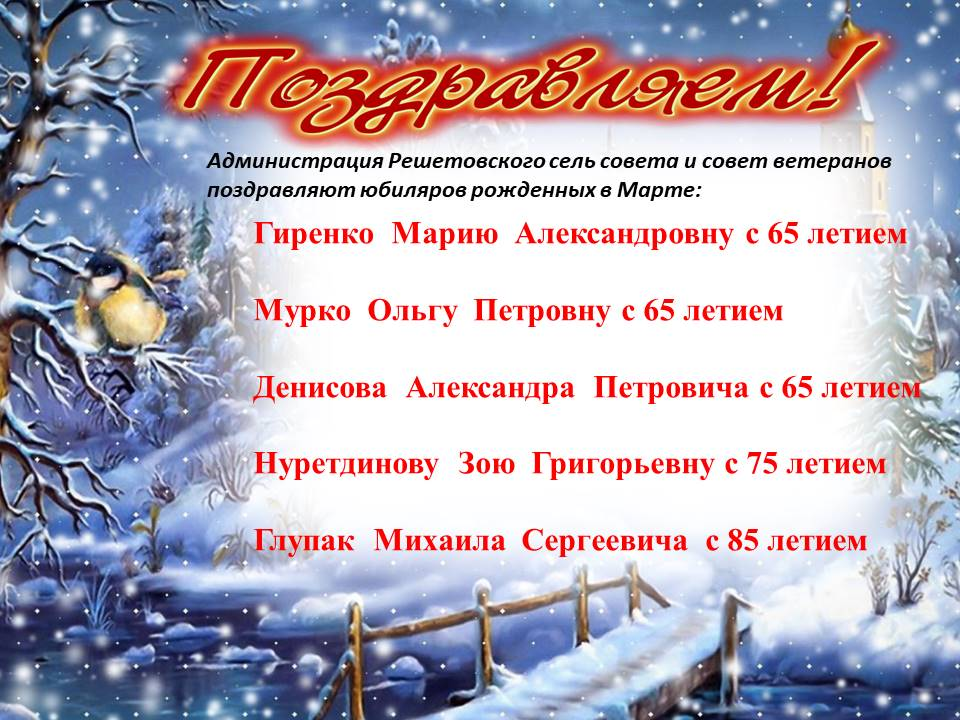 Поздравляем!
Администрация Решетовского сель совета и совет ветеранов
поздравляют юбиляров рожденных в Марте:
Гиренко Марию Александровну с 65 летием
Мурко Ольгу Петровну с 65 летием
Денисова Александра Петровича с 65 летием
Нуретдинову Зою Григорьевну с 75 летием
Глупак Михаила Сергеевича с 85 летием